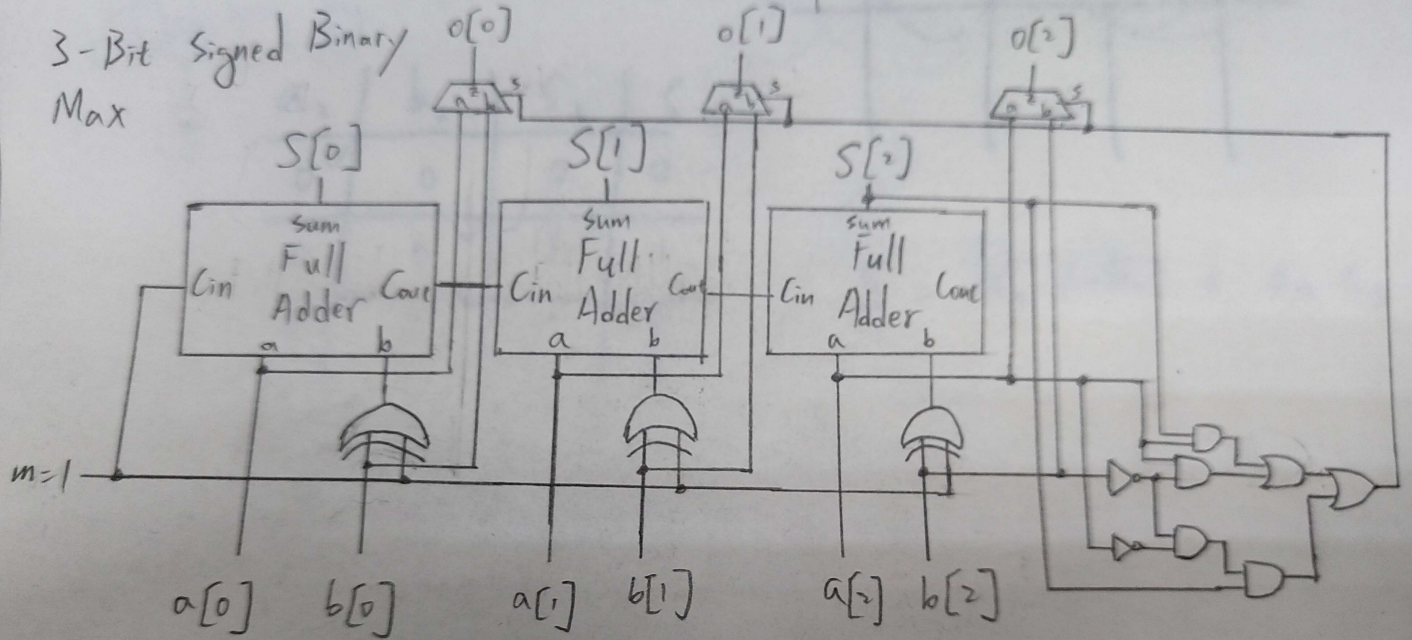 3-Bit Signed Binary
Max
o[0]
o[1]
o[2]
a z b s
a z b s
a z b s
S[0]
S[1]
S[2]
sum
Full
Adder
Cin
Cout
a b
sum
Full
Adder
Cin
Cout
a b
sum
Full
Adder
Cin
Cout
a b
m=1
a[0] b[0] a[1] b[1] a[2] b[2]